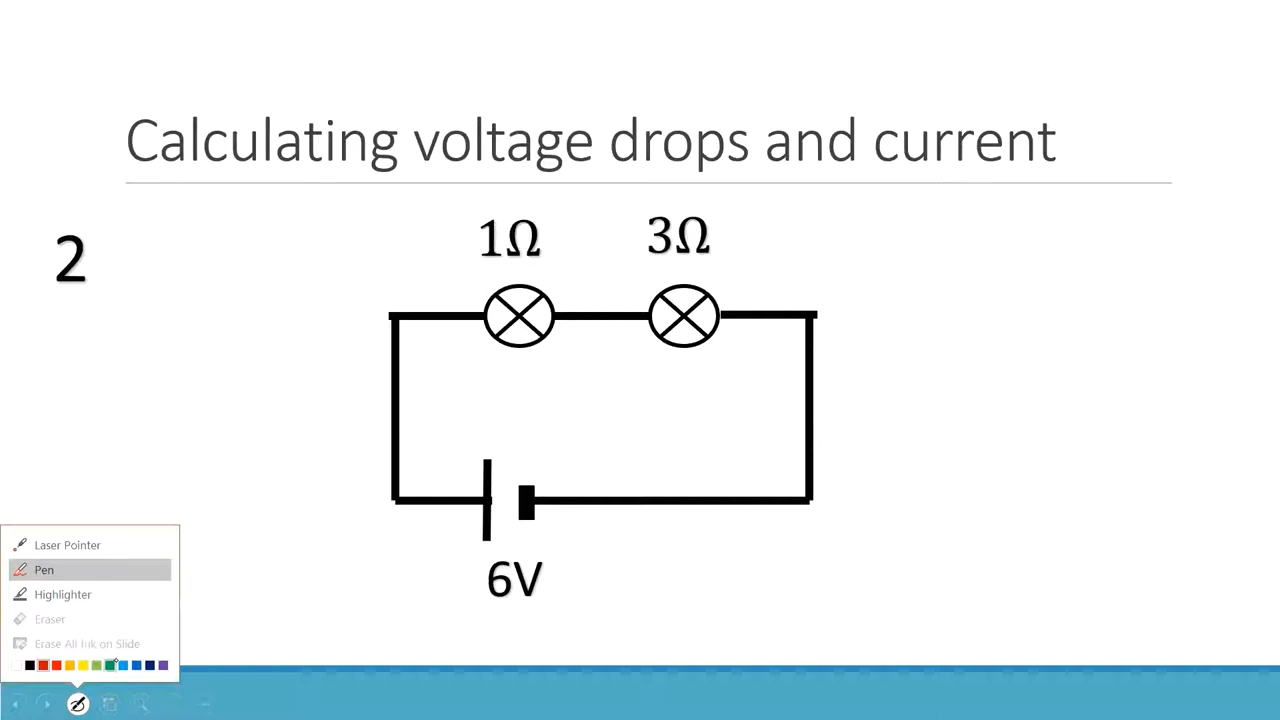 Calculating voltage drops and current
2
1Ω
3Ω
6V
Laser Pointer
Pen
Highlighter
Eraser
Erase All Ink on Slide